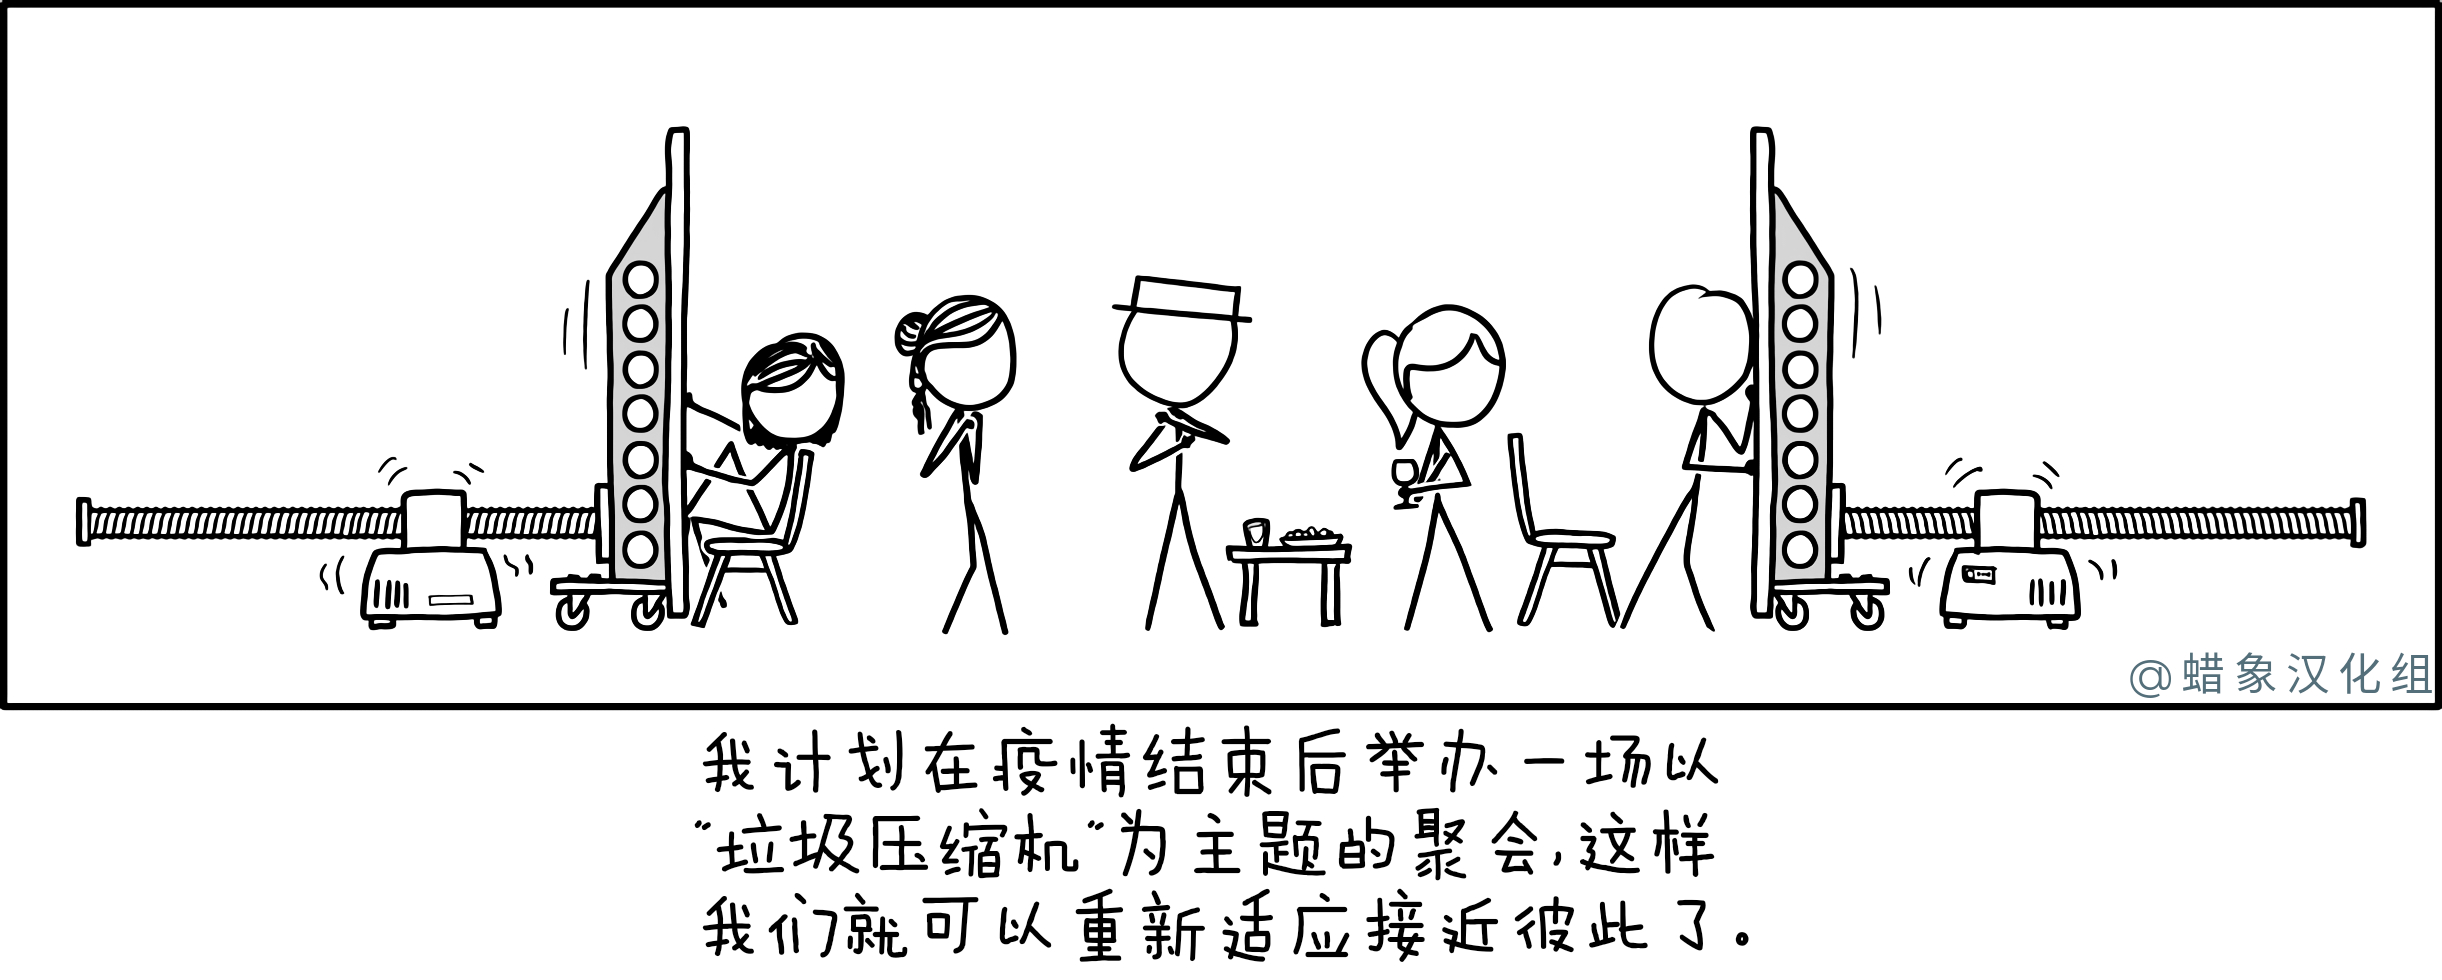 @蜡象汉化组
我计划在疫情结束后举办一场以
"垃圾压缩机"为主题的聚会,这样
我们就可以重新适应接近彼此了。